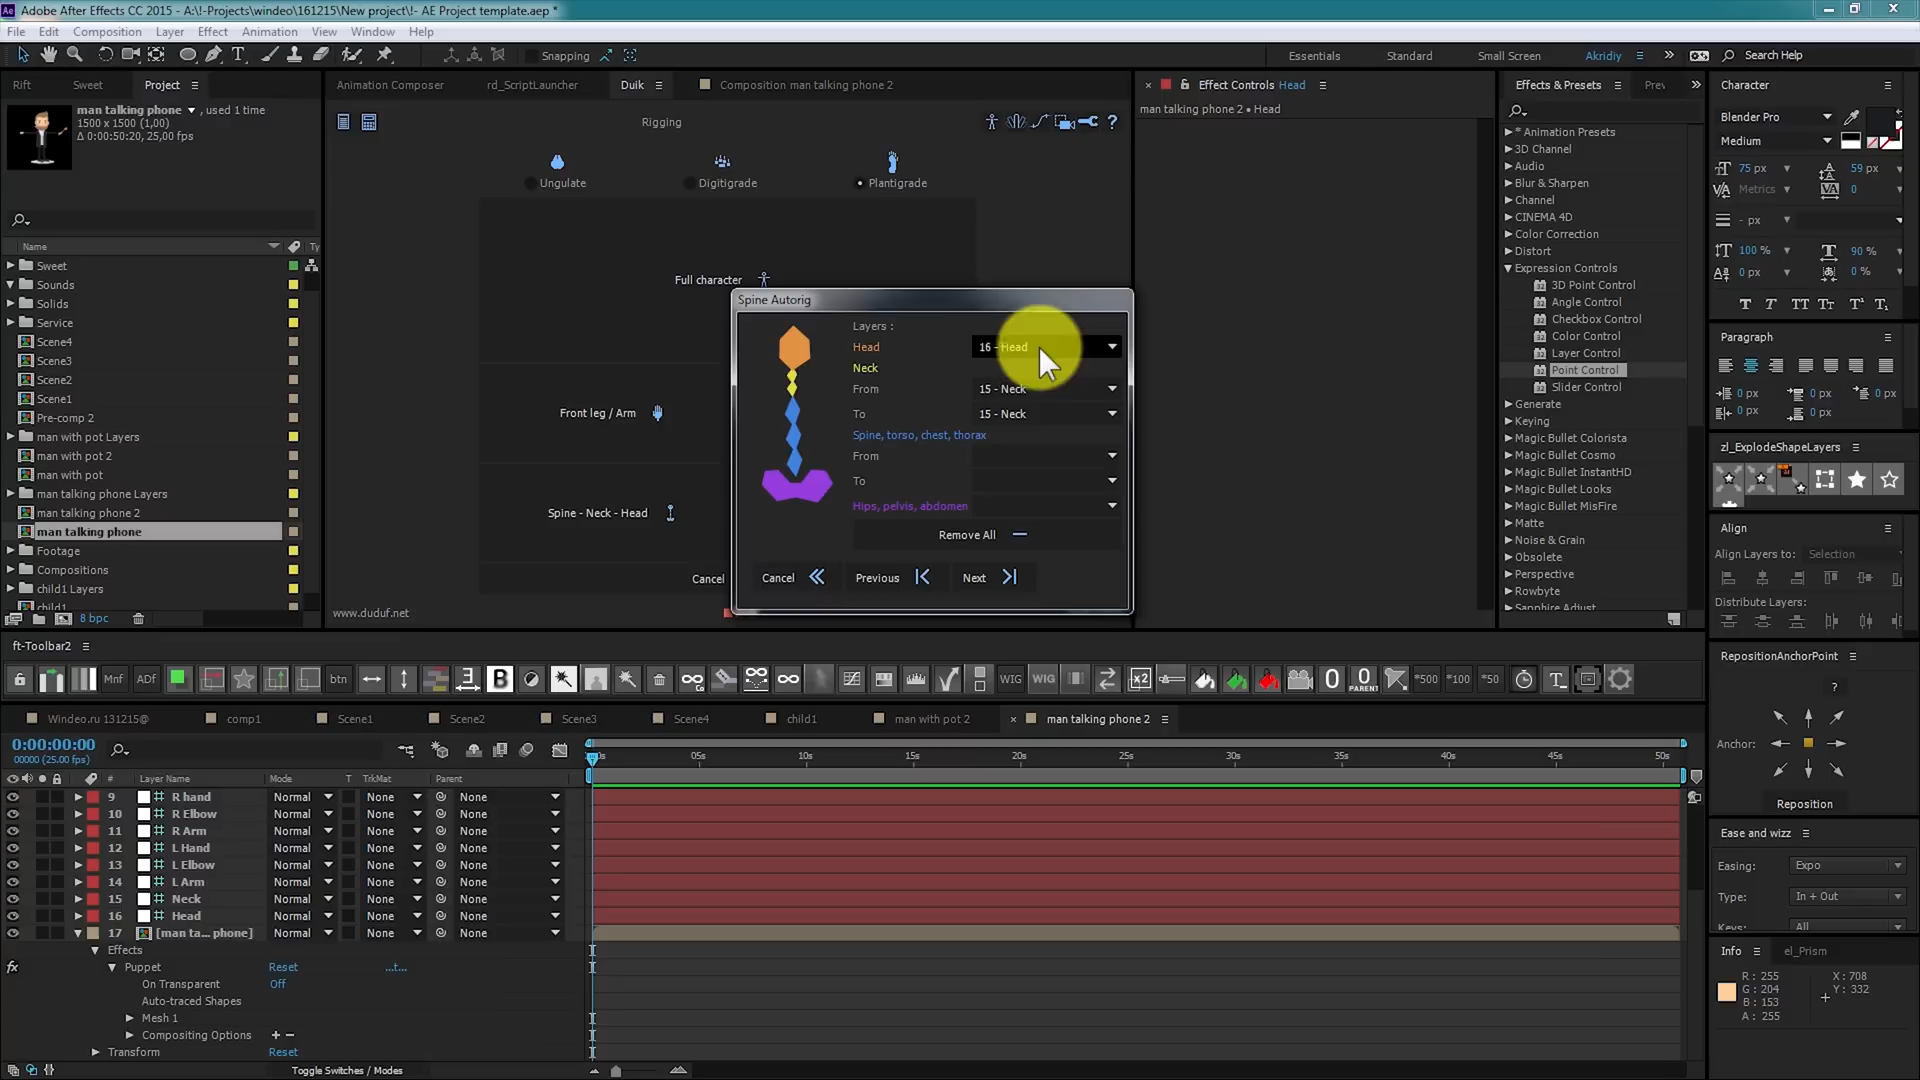 Adobe After Effects CC 2015 - A:\!-Projects\windeo\161215\New project\!- AE Project template.aep *
File Edit Composition Layer Effect Animation View Window Help
Snapping Essentials Standard Small Screen Akridiy Search Help
Rift Sweet Project
man talking phone , used 1 time
1500 x 1500 (1,00)
Δ 0:00:50:20, 25,00 fps
Name Ty
Sweet
Sounds
Solids
Service
Scene4
Scene3
Scene2
Scene1
Pre-comp 2
man with pot Layers
man with pot 2
man with pot
man talking phone Layers
man talking phone 2
man talking phone
Footage
Compositions
child1 Layers
child1
8 bpc
Animation Composer rd_ScriptLauncher Duik Composition man talking phone 2
Rigging
Ungulate Digitigrade Plantigrade
Full character
Front leg / Arm
Spine - Neck - Head
Cancel
www.duduf.net
Spine Autorig
Layers :
Head 16 - Head
Neck
From 15 - Neck
To 15 - Neck
Spine, torso, chest, thorax
From
To
Hips, pelvis, abdomen
Remove All
Cancel Previous Next
Effect Controls Head
man talking phone 2 • Head
Effects & Presets Prev
* Animation Presets
3D Channel
Audio
Blur & Sharpen
Channel
CINEMA 4D
Color Correction
Distort
Expression Controls
3D Point Control
Angle Control
Checkbox Control
Color Control
Layer Control
Point Control
Slider Control
Generate
Keying
Magic Bullet Colorista
Magic Bullet Cosmo
Magic Bullet InstantHD
Magic Bullet Looks
Magic Bullet MisFire
Matte
Noise & Grain
Obsolete
Perspective
Rowbyte
Sapphire Adjust
Character
Blender Pro
Medium
75 px 59 px
Metrics 0
- px
100 % 90 %
0 px 0 %
T T TT Tt T¹ T₁
Paragraph
0 px 0 px 0 px
0 px 0 px
zl_ExplodeShapeLayers
Align
Align Layers to: Selection
Distribute Layers:
RepositionAnchorPoint
?
Anchor:
Reposition
Ease and wizz
Easing: Expo
Type: In + Out
Keys: All
Info el_Prism
R : 255 X : 708
G : 204 Y : 332
B : 153
A : 255
ft-Toolbar2
Mnf ADf btn 3 B WIG WIG x2 0 0 PARENT *500 *100 *50
Windeo.ru 131215@ comp1 Scene1 Scene2 Scene3 Scene4 child1 man with pot 2 man talking phone 2
0:00:00:00
00000 (25.00 fps)
05s 10s 15s 20s 25s 30s 35s 40s 45s 50s
# Layer Name Mode T TrkMat Parent
9 R hand Normal None None
10 R Elbow Normal None None
11 R Arm Normal None None
12 L Hand Normal None None
13 L Elbow Normal None None
14 L Arm Normal None None
15 Neck Normal None None
16 Head Normal None None
17 [man ta... phone] Normal None None
Effects
fx Puppet Reset ...t...
On Transparent Off
Auto-traced Shapes
Mesh 1
Compositing Options + −
Transform Reset
Toggle Switches / Modes